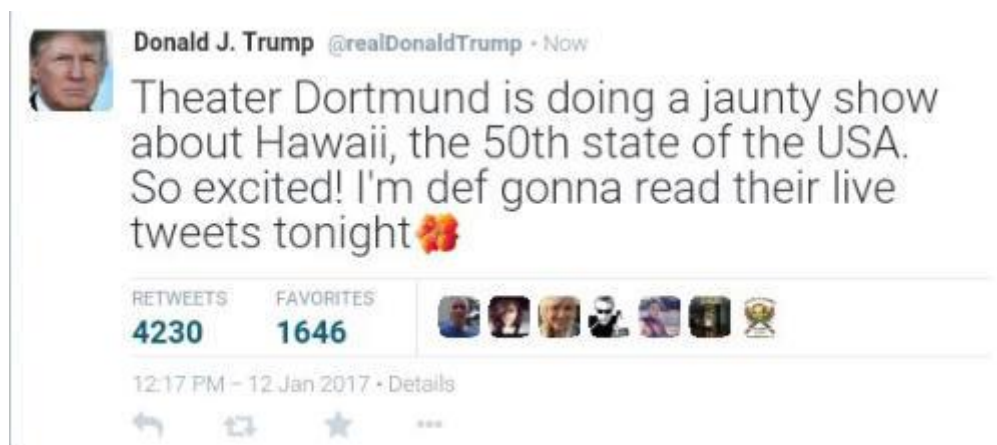 Donald J. Trump @realDonaldTrump · Now
Theater Dortmund is doing a jaunty show
about Hawaii, the 50th state of the USA.
So excited! I'm def gonna read their live
tweets tonight🌺
RETWEETS FAVORITES
4230 1646
12:17 PM – 12 Jan 2017 · Details